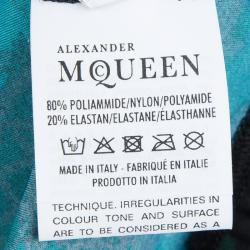 ALEXANDER
McQUEEN
80% POLIAMMIDE/NYLON/POLYAMIDE
20% ELASTAN/ELASTANE/ÉLASTHANNE
MADE IN ITALY - FABRIQUÉ EN ITALIE
PRODOTTO IN ITALIA
TECHNIQUE. IRREGULARITIES IN
COLOUR TONE AND SURFACE
ARE TO BE CONSIDERED AS A